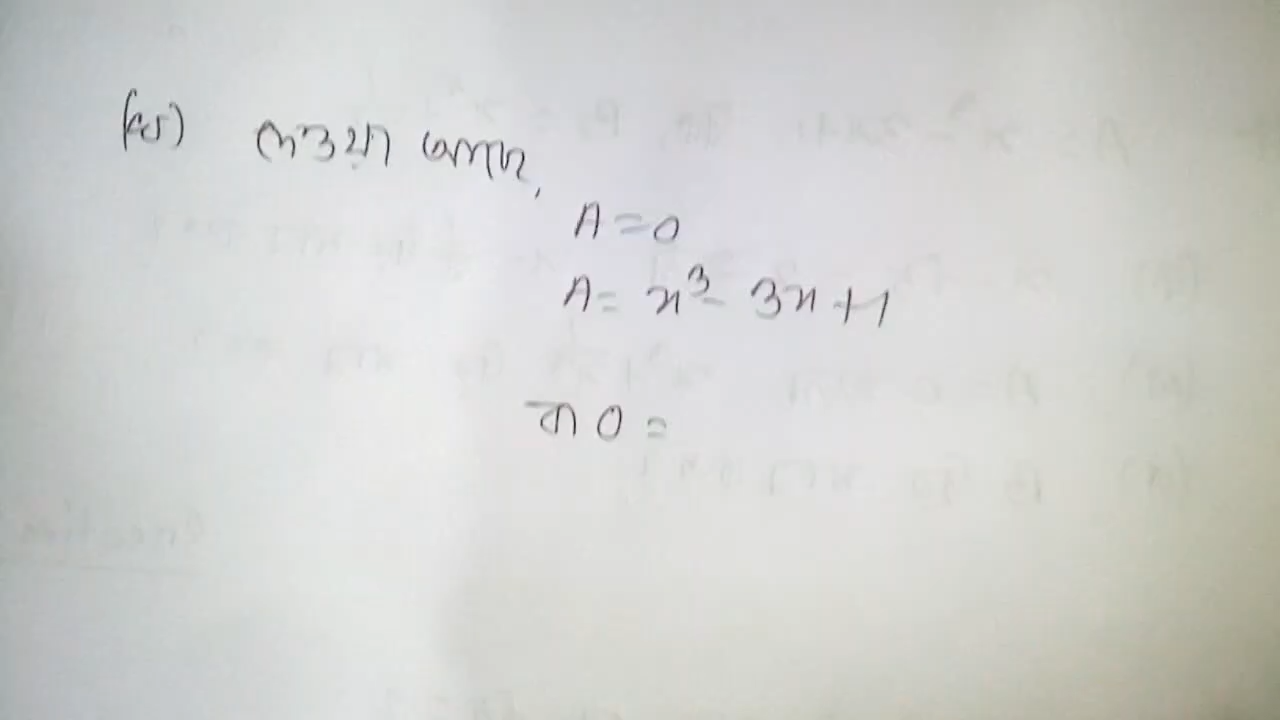 (খ) দেওয়া আছে,
A = 0
A = x³ - 3x + 1
বা 0 =